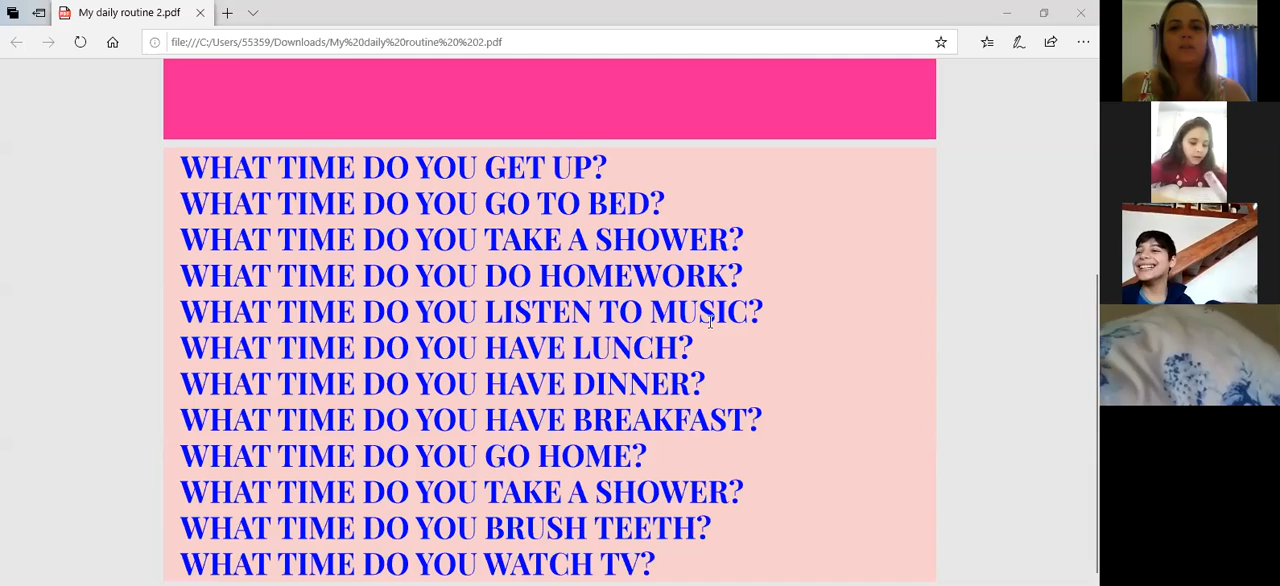 My daily routine 2.pdf
file:///C:/Users/55359/Downloads/My%20daily%20routine%20%202.pdf
WHAT TIME DO YOU GET UP?
WHAT TIME DO YOU GO TO BED?
WHAT TIME DO YOU TAKE A SHOWER?
WHAT TIME DO YOU DO HOMEWORK?
WHAT TIME DO YOU LISTEN TO MUSIC?
WHAT TIME DO YOU HAVE LUNCH?
WHAT TIME DO YOU HAVE DINNER?
WHAT TIME DO YOU HAVE BREAKFAST?
WHAT TIME DO YOU GO HOME?
WHAT TIME DO YOU TAKE A SHOWER?
WHAT TIME DO YOU BRUSH TEETH?
WHAT TIME DO YOU WATCH TV?